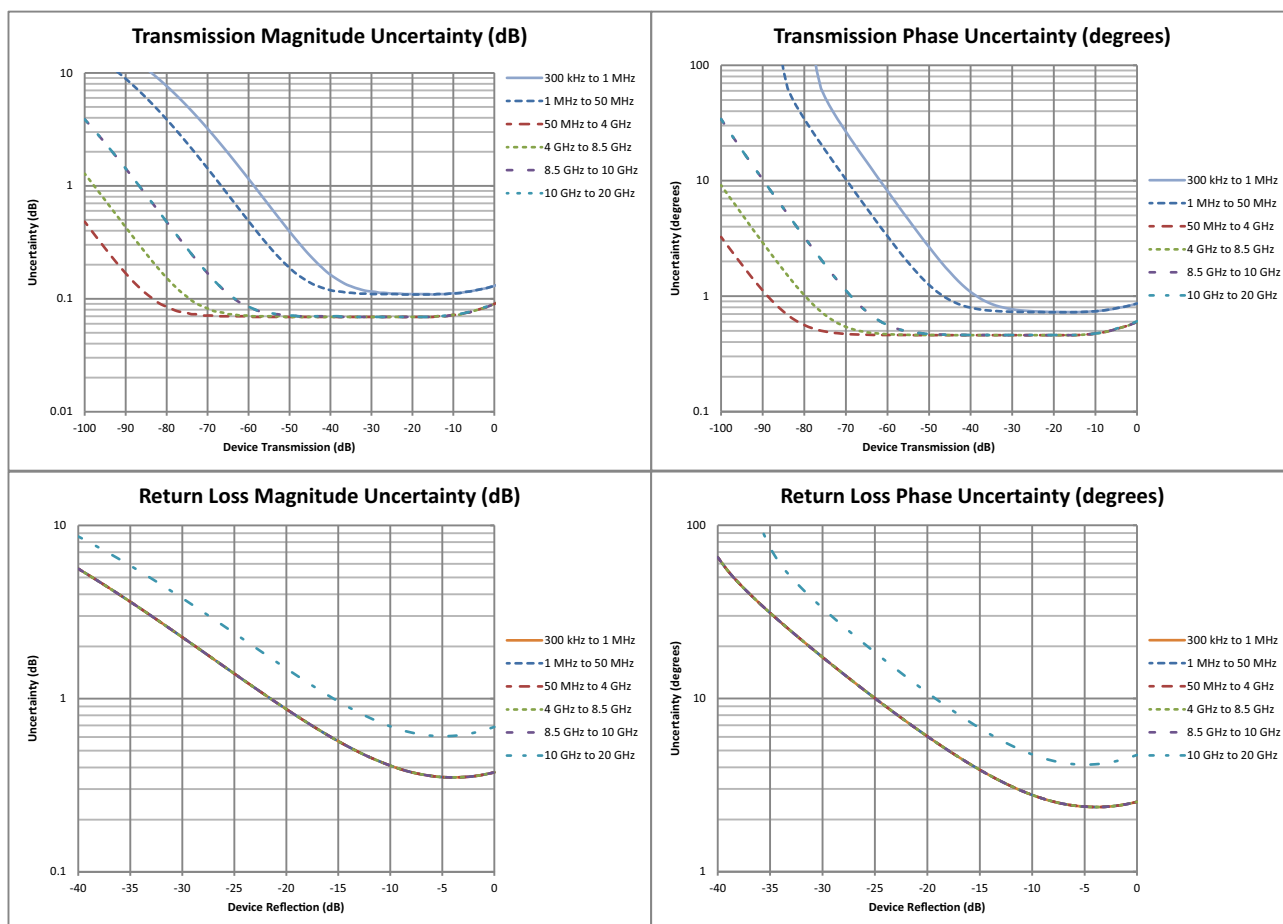 Transmission Magnitude Uncertainty (dB)
10
1
0.1
0.01
Uncertainty (dB)
-100 -90 -80 -70 -60 -50 -40 -30 -20 -10 0
Device Transmission (dB)
300 kHz to 1 MHz
1 MHz to 50 MHz
50 MHz to 4 GHz
4 GHz to 8.5 GHz
8.5 GHz to 10 GHz
10 GHz to 20 GHz
Transmission Phase Uncertainty (degrees)
100
10
1
0.1
Uncertainty (degrees)
-100 -90 -80 -70 -60 -50 -40 -30 -20 -10 0
Device Transmission (dB)
300 kHz to 1 MHz
1 MHz to 50 MHz
50 MHz to 4 GHz
4 GHz to 8.5 GHz
8.5 GHz to 10 GHz
10 GHz to 20 GHz
Return Loss Magnitude Uncertainty (dB)
10
1
0.1
Uncertainty (dB)
-40 -35 -30 -25 -20 -15 -10 -5 0
Device Reflection (dB)
300 kHz to 1 MHz
1 MHz to 50 MHz
50 MHz to 4 GHz
4 GHz to 8.5 GHz
8.5 GHz to 10 GHz
10 GHz to 20 GHz
Return Loss Phase Uncertainty (degrees)
100
10
1
Uncertainty (degrees)
-40 -35 -30 -25 -20 -15 -10 -5 0
Device Reflection (dB)
300 kHz to 1 MHz
1 MHz to 50 MHz
50 MHz to 4 GHz
4 GHz to 8.5 GHz
8.5 GHz to 10 GHz
10 GHz to 20 GHz